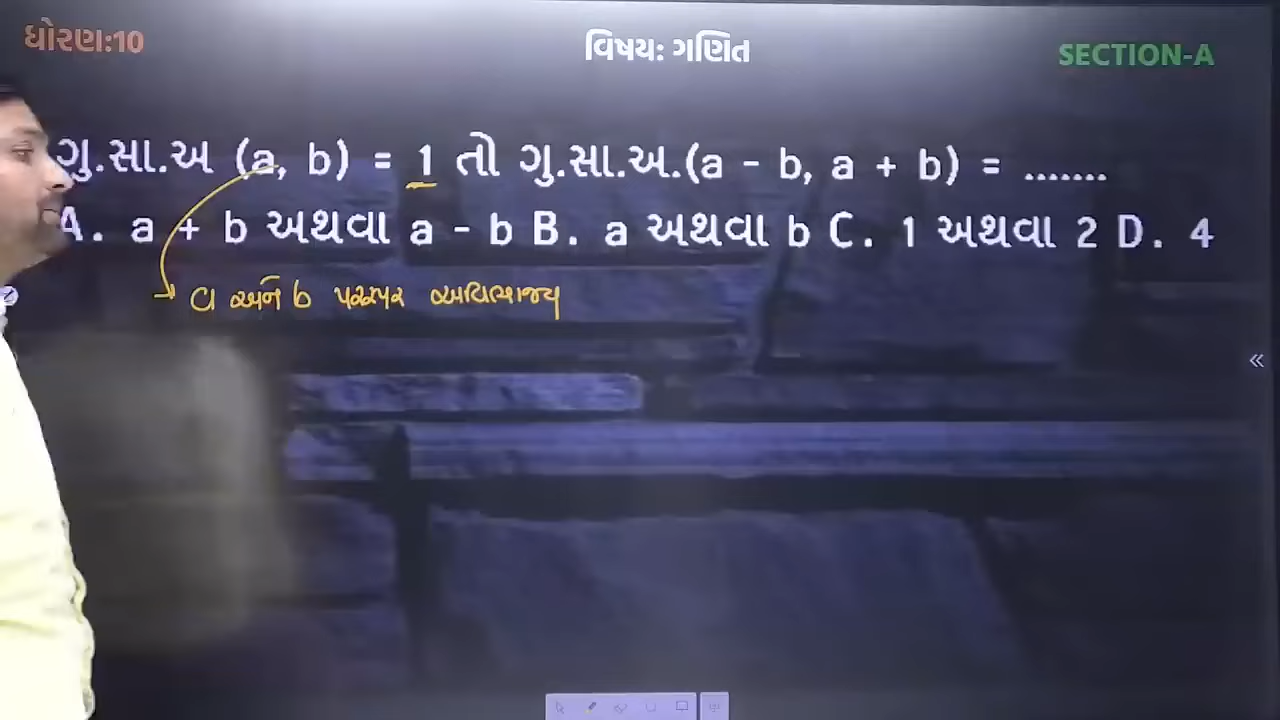 ધોરણ:10
વિષય: ગણિત
SECTION-A
ગુ.સા.અ (a, b) = 1 તો ગુ.સા.અ.(a - b, a + b) = .......
A. a + b અથવા a - b B. a અથવા b C. 1 અથવા 2 D. 4
→ a અને b પરસ્પર અવિભાજ્ય